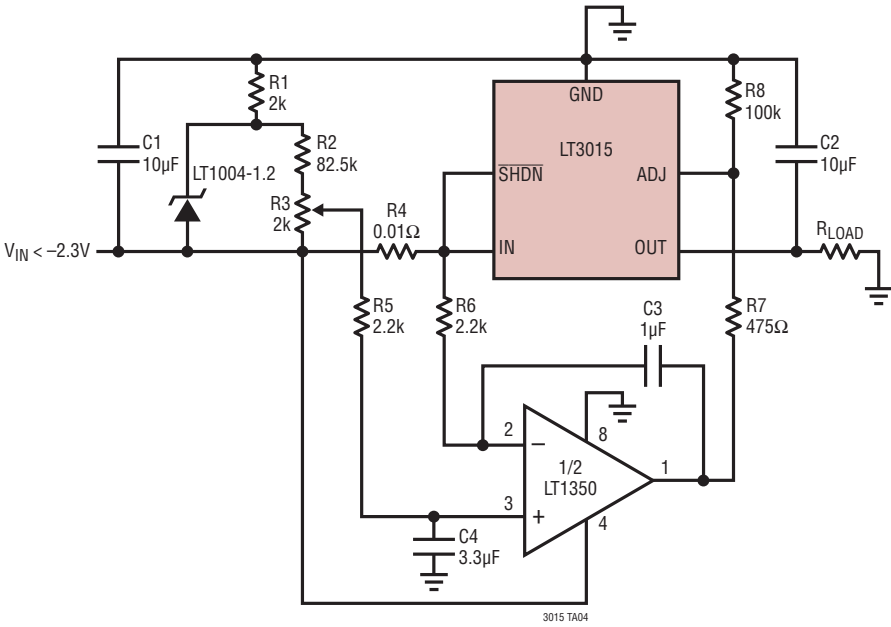 R1
2k
C1
10µF
LT1004-1.2
R2
82.5k
R3
2k
R4
0.01Ω
VIN < –2.3V
GND
LT3015
SHDN
ADJ
IN
OUT
R8
100k
C2
10µF
RLOAD
R5
2.2k
R6
2.2k
C3
1µF
R7
475Ω
2
–
8
1/2
LT1350
1
3
+
4
C4
3.3µF
3015 TA04